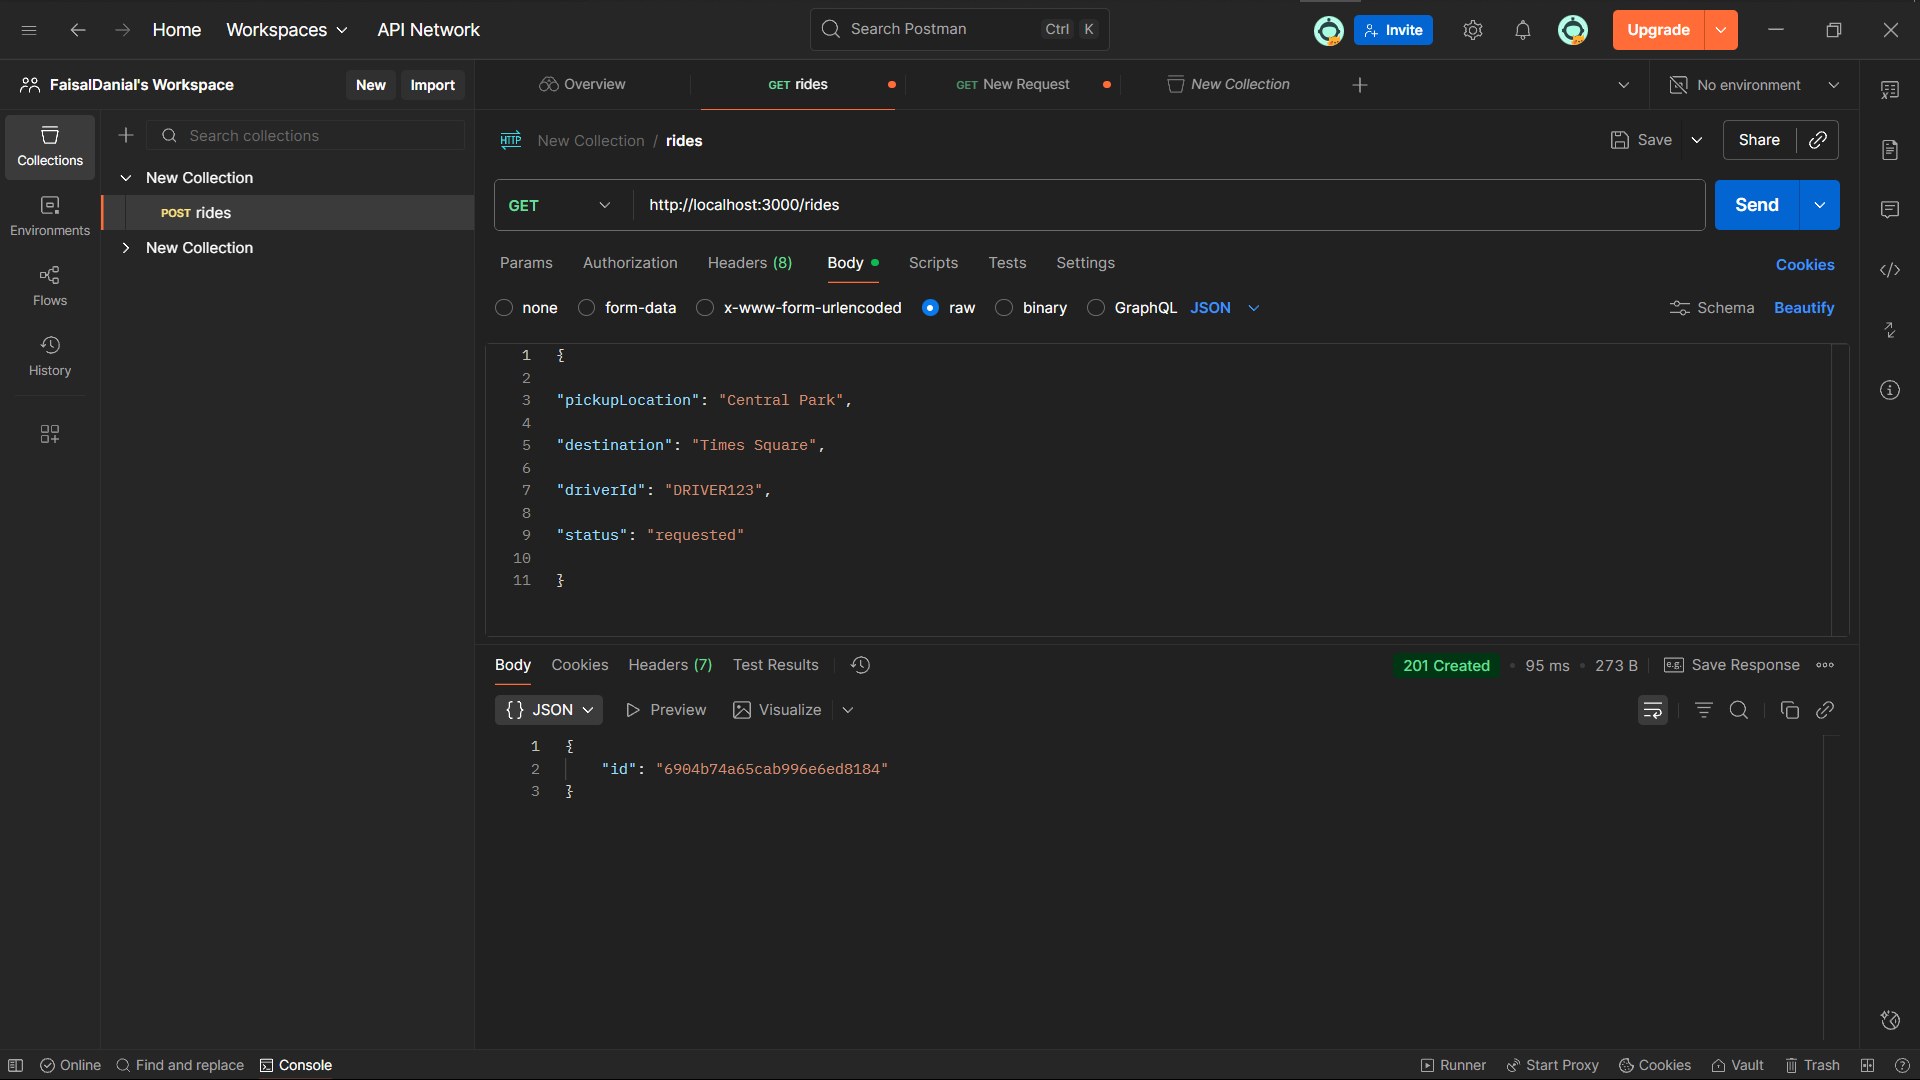 Home Workspaces API Network Search Postman Ctrl K Invite Upgrade
FaisalDanial's Workspace New Import Overview GET rides GET New Request New Collection No environment
Collections
Environments
Flows
History
Search collections
New Collection
POST rides
New Collection
HTTP New Collection / rides Save Share
GET http://localhost:3000/rides Send
Params Authorization Headers (8) Body Scripts Tests Settings Cookies
none form-data x-www-form-urlencoded raw binary GraphQL JSON Schema Beautify
1 {
2
3 "pickupLocation": "Central Park",
4
5 "destination": "Times Square",
6
7 "driverId": "DRIVER123",
8
9 "status": "requested"
10
11 }
Body Cookies Headers (7) Test Results 201 Created 95 ms 273 B e.g. Save Response
{} JSON Preview Visualize
1 {
2 "id": "6904b74a65cab996e6ed8184"
3 }
Online Find and replace Console Runner Start Proxy Cookies Vault Trash